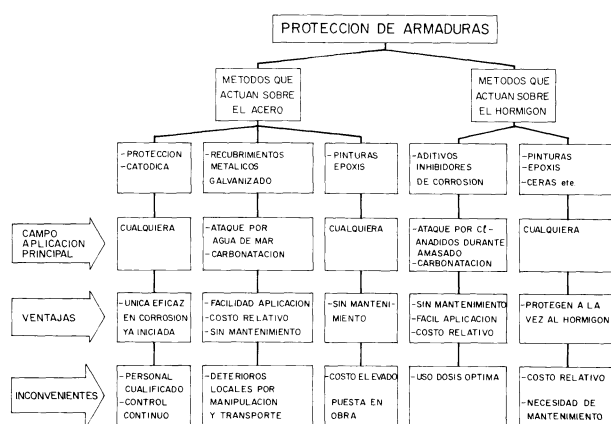 PROTECCION DE ARMADURAS
METODOS QUE
ACTUAN SOBRE
EL ACERO
METODOS QUE
ACTUAN SOBRE
EL HORMIGON
-PROTECCION
-CATODICA
-RECUBRIMIENTOS
METALICOS
GALVANIZADO
-PINTURAS
EPOXIS
-ADITIVOS
INHIBIDORES
DE CORROSION
-PINTURAS
-EPOXIS
-CERAS etc
CAMPO
APLICACION
PRINCIPAL
CUALQUIERA
-ATAQUE POR
AGUA DE MAR
-CARBONATACION
CUALQUIERA
-ATAQUE POR Cℓ-
AÑADIDOS DURANTE
AMASADO
-CARBONATACION
CUALQUIERA
VENTAJAS
-UNICA EFICAZ
EN CORROSION
YA INICIADA
-FACILIDAD APLICACION
-COSTO RELATIVO
-SIN MANTENIMIENTO
-SIN MANTENI-
MIENTO
-SIN MANTENIMIENTO
-FACIL APLICACION
-COSTO RELATIVO
-PROTEGEN A LA
VEZ AL HORMIGON
INCONVENIENTES
-PERSONAL
CUALIFICADO
-CONTROL
CONTINUO
-DETERIOROS
LOCALES POR
MANIPULACION
Y TRANSPORTE
-COSTO ELEVADO
PUESTA EN
OBRA
-USO DOSIS OPTIMA
-COSTO RELATIVO
-NECESIDAD DE
MANTENIMIENTO